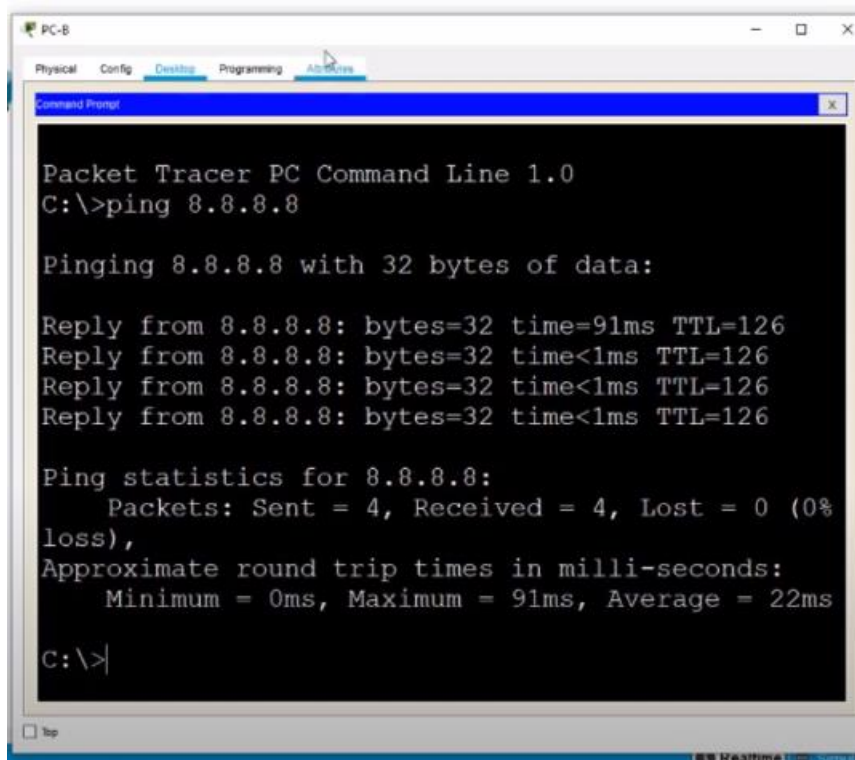 PC-B
Physical Config Desktop Programming Attributes
Command Prompt X
Packet Tracer PC Command Line 1.0
C:\>ping 8.8.8.8
Pinging 8.8.8.8 with 32 bytes of data:
Reply from 8.8.8.8: bytes=32 time=91ms TTL=126
Reply from 8.8.8.8: bytes=32 time<1ms TTL=126
Reply from 8.8.8.8: bytes=32 time<1ms TTL=126
Reply from 8.8.8.8: bytes=32 time<1ms TTL=126
Ping statistics for 8.8.8.8:
Packets: Sent = 4, Received = 4, Lost = 0 (0%
loss),
Approximate round trip times in milli-seconds:
Minimum = 0ms, Maximum = 91ms, Average = 22ms
C:\>
Top
Realtime